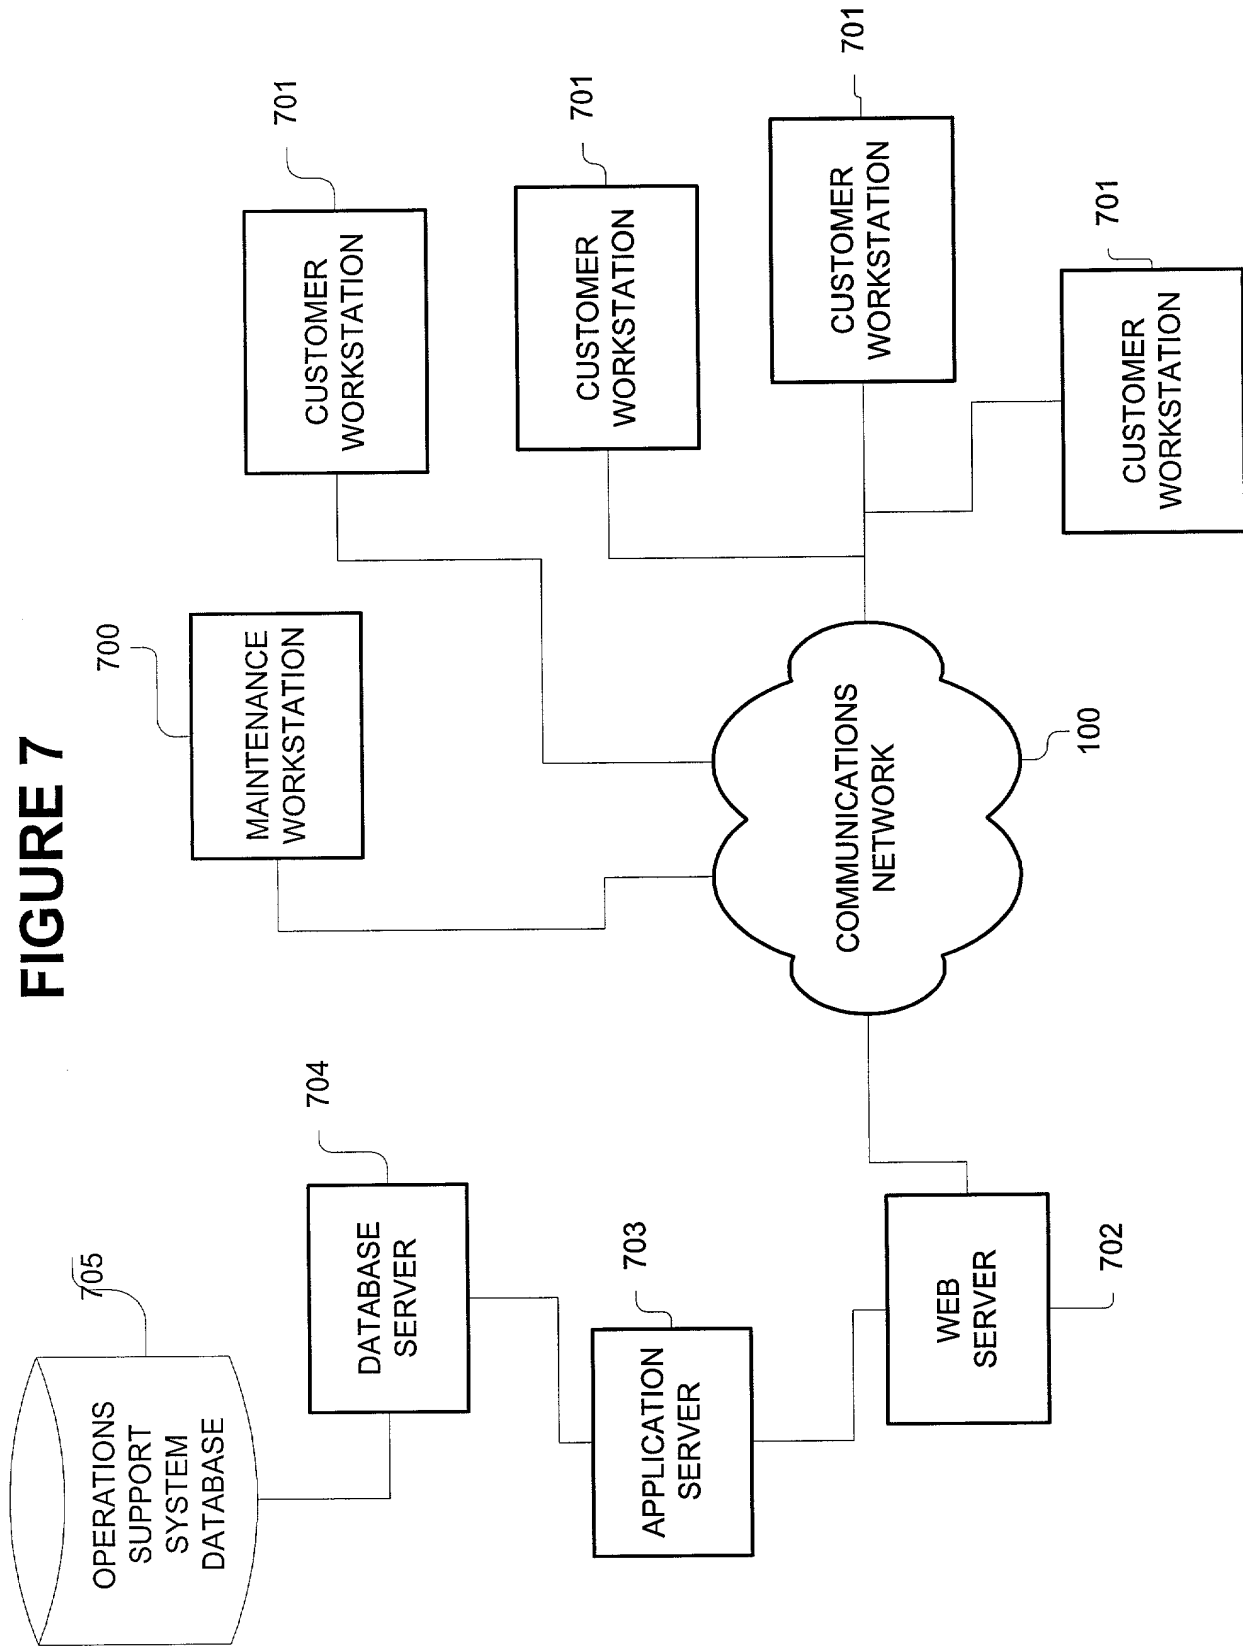 FIGURE 7
OPERATIONS
SUPPORT
SYSTEM
DATABASE
705
DATABASE
SERVER
704
APPLICATION
SERVER
703
WEB
SERVER
702
MAINTENANCE
WORKSTATION
700
COMMUNICATIONS
NETWORK
100
CUSTOMER
WORKSTATION
701
CUSTOMER
WORKSTATION
701
CUSTOMER
WORKSTATION
701
CUSTOMER
WORKSTATION
701